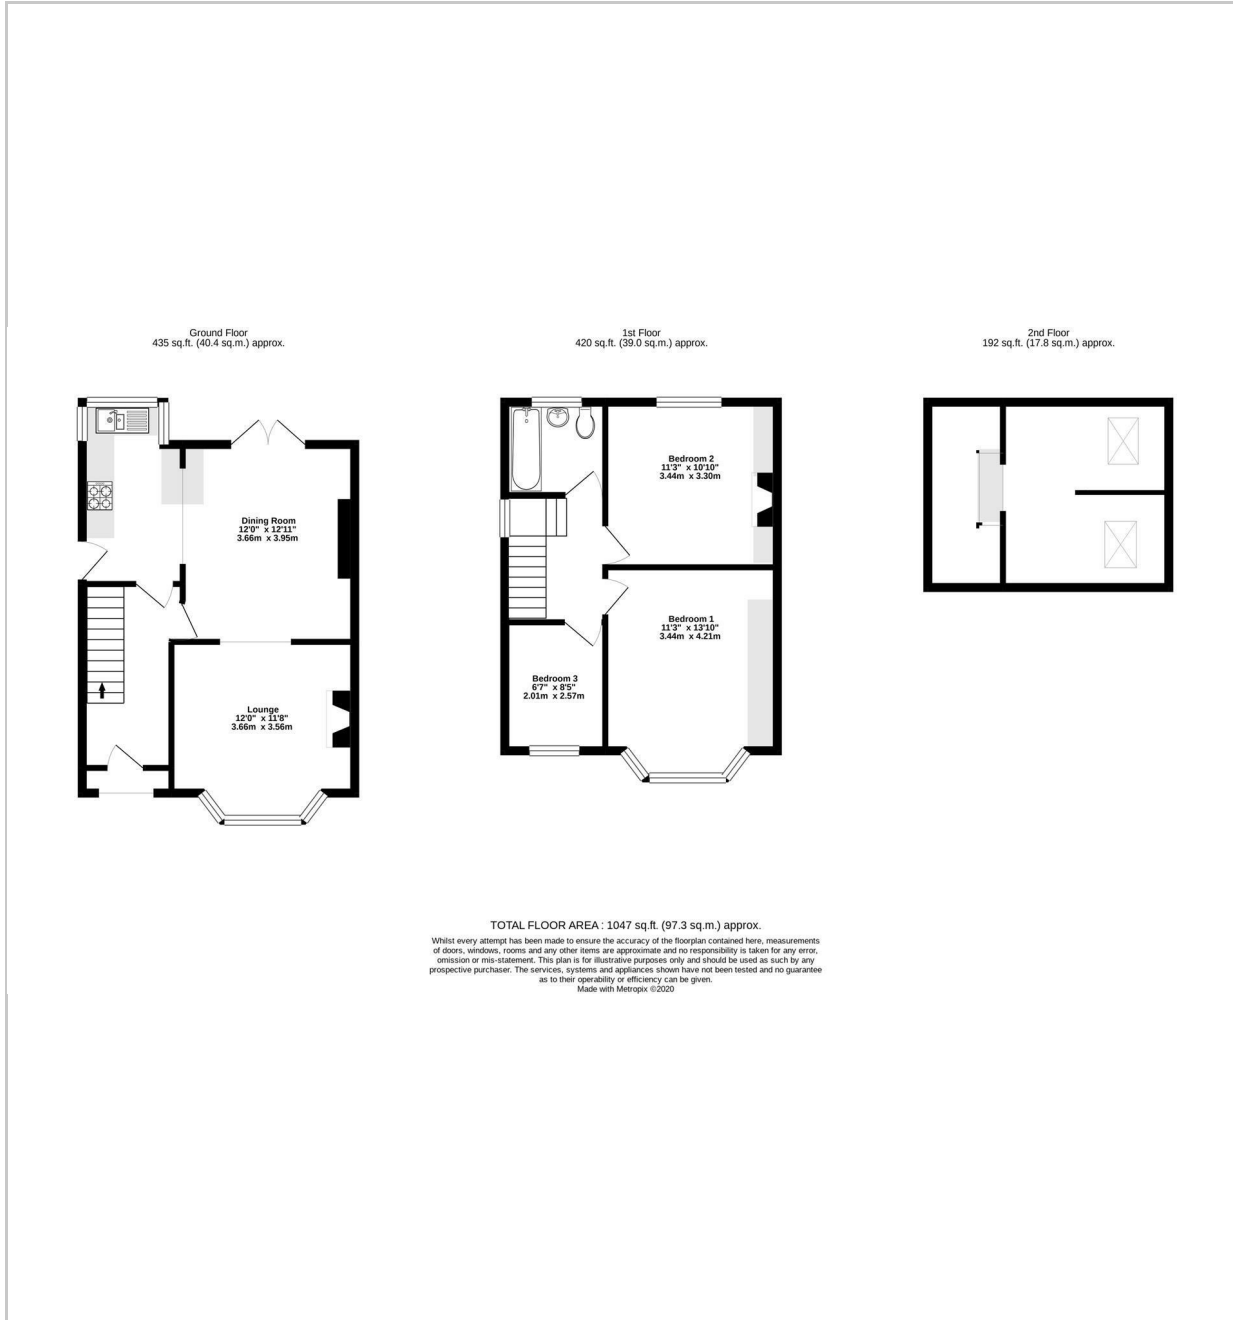 Ground Floor
435 sq.ft. (40.4 sq.m.) approx.
1st Floor
420 sq.ft. (39.0 sq.m.) approx.
2nd Floor
192 sq.ft. (17.8 sq.m.) approx.
Dining Room
12'0" x 12'11"
3.66m x 3.95m
Lounge
12'0" x 11'8"
3.66m x 3.56m
Bedroom 2
11'3" x 10'10"
3.44m x 3.30m
Bedroom 1
11'3" x 13'10"
3.44m x 4.21m
Bedroom 3
6'7" x 8'5"
2.01m x 2.57m
TOTAL FLOOR AREA : 1047 sq.ft. (97.3 sq.m.) approx.
Whilst every attempt has been made to ensure the accuracy of the floorplan contained here, measurements
of doors, windows, rooms and any other items are approximate and no responsibility is taken for any error,
omission or mis-statement. This plan is for illustrative purposes only and should be used as such by any
prospective purchaser. The services, systems and appliances shown have not been tested and no guarantee
as to their operability or efficiency can be given.
Made with Metropix ©2020